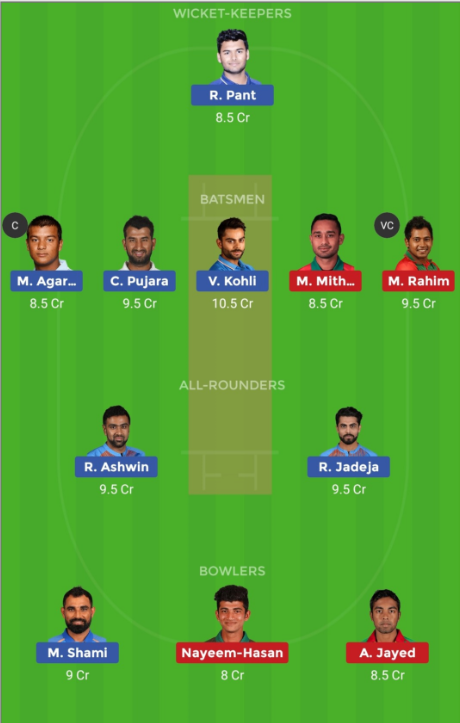 WICKET-KEEPERS
R. Pant
8.5 Cr
BATSMEN
C
VC
M. Agar... C. Pujara V. Kohli M. Mith... M. Rahim
8.5 Cr 9.5 Cr 10.5 Cr 8.5 Cr 9.5 Cr
ALL-ROUNDERS
R. Ashwin R. Jadeja
9.5 Cr 9.5 Cr
BOWLERS
M. Shami Nayeem-Hasan A. Jayed
9 Cr 8 Cr 8.5 Cr